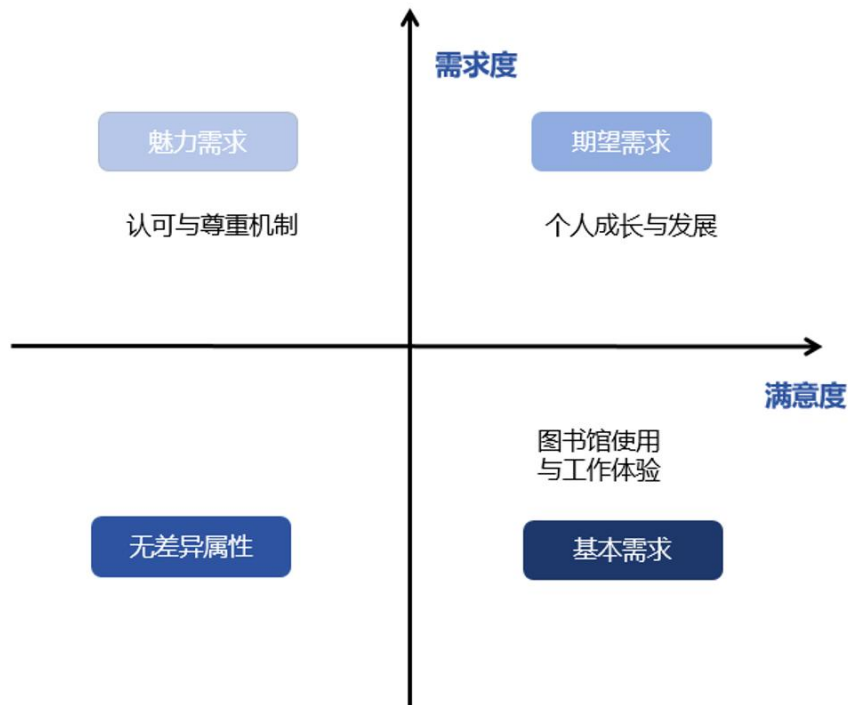 需求度
魅力需求
期望需求
认可与尊重机制
个人成长与发展
满意度
图书馆使用
与工作体验
无差异属性
基本需求